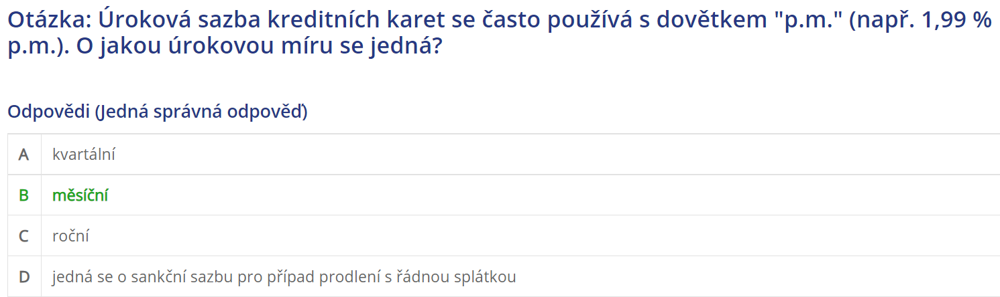 Otázka: Úroková sazba kreditních karet se často používá s dovětkem "p.m." (např. 1,99 %
p.m.). O jakou úrokovou míru se jedná?
Odpovědi (Jedná správná odpověď)
A kvartální
B měsíční
C roční
D jedná se o sankční sazbu pro případ prodlení s řádnou splátkou